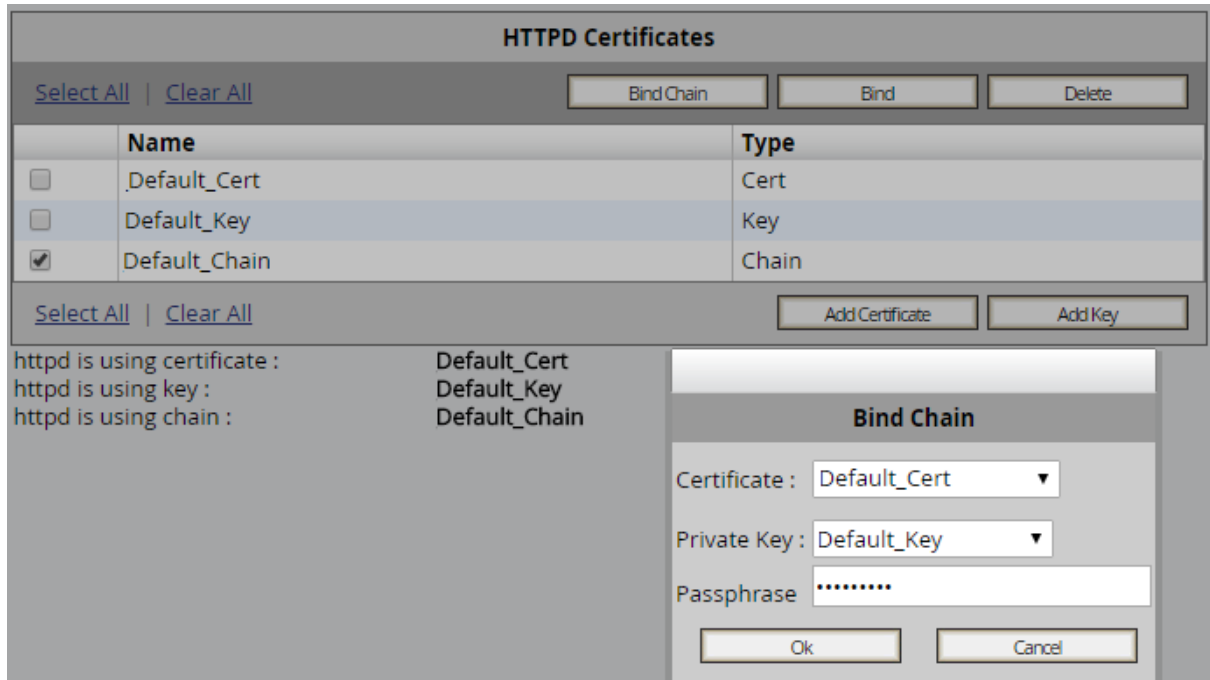 HTTPD Certificates
Select All | Clear All Bind Chain Bind Delete
Name Type
Default_Cert Cert
Default_Key Key
Default_Chain Chain
Select All | Clear All Add Certificate Add Key
httpd is using certificate : Default_Cert
httpd is using key : Default_Key
httpd is using chain : Default_Chain
Bind Chain
Certificate : Default_Cert
Private Key : Default_Key
Passphrase •••••••••
Ok Cancel